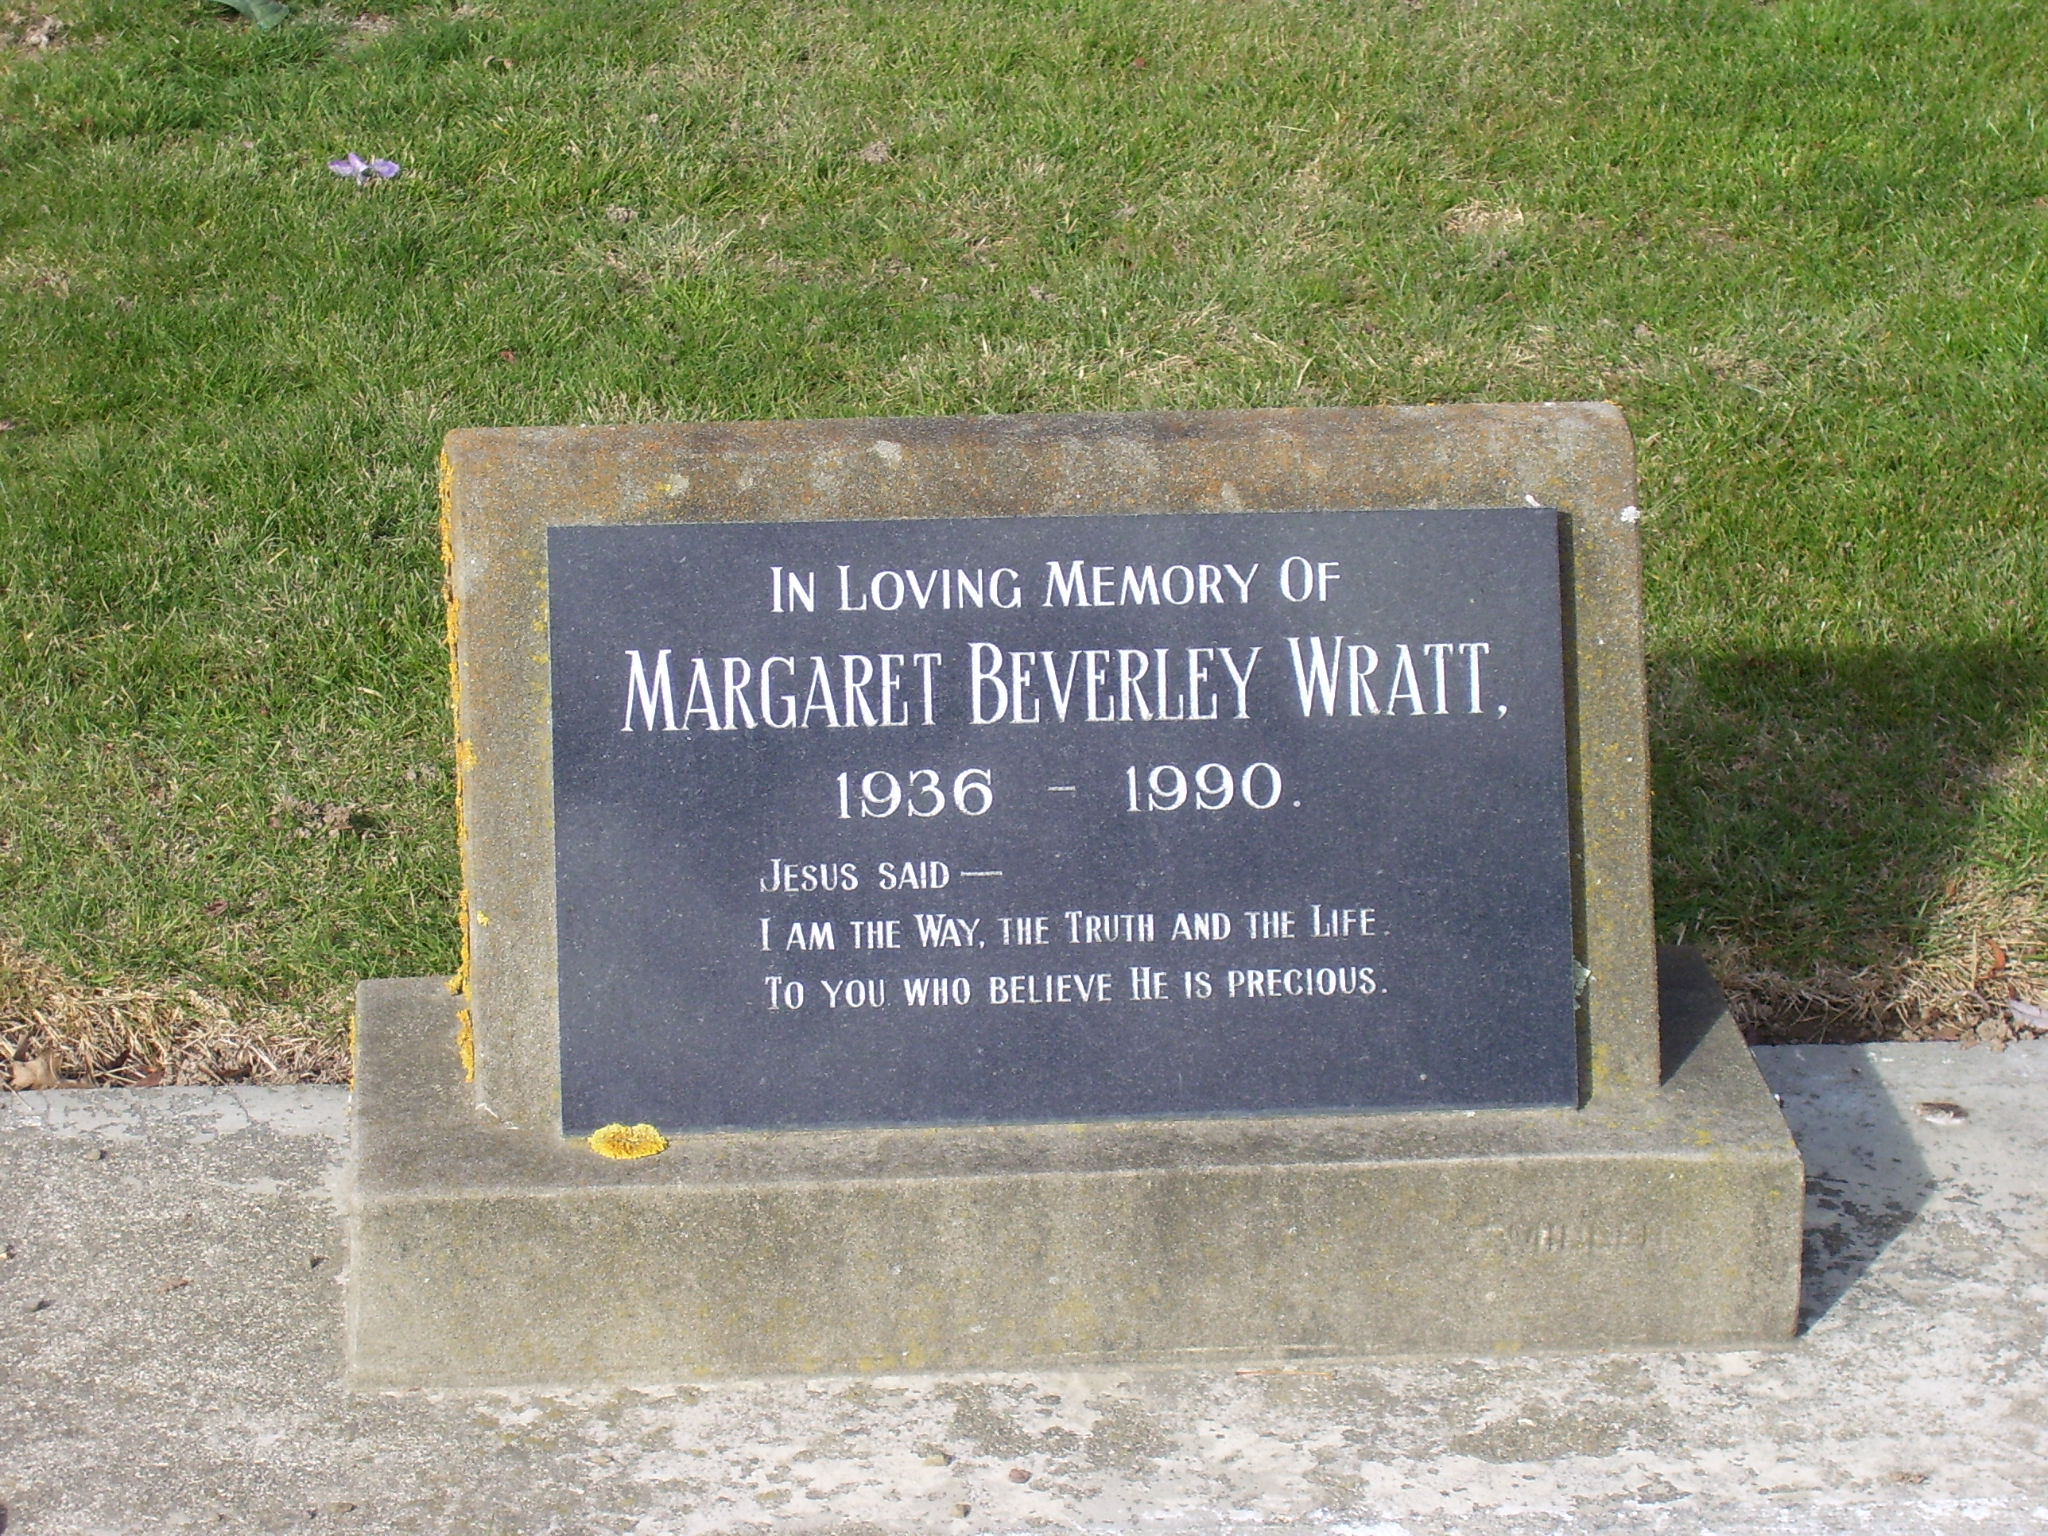 In Loving Memory Of
Margaret Beverley Wratt,
1936 - 1990.
Jesus said —
I am the Way, the Truth and the Life.
To you who believe He is precious.